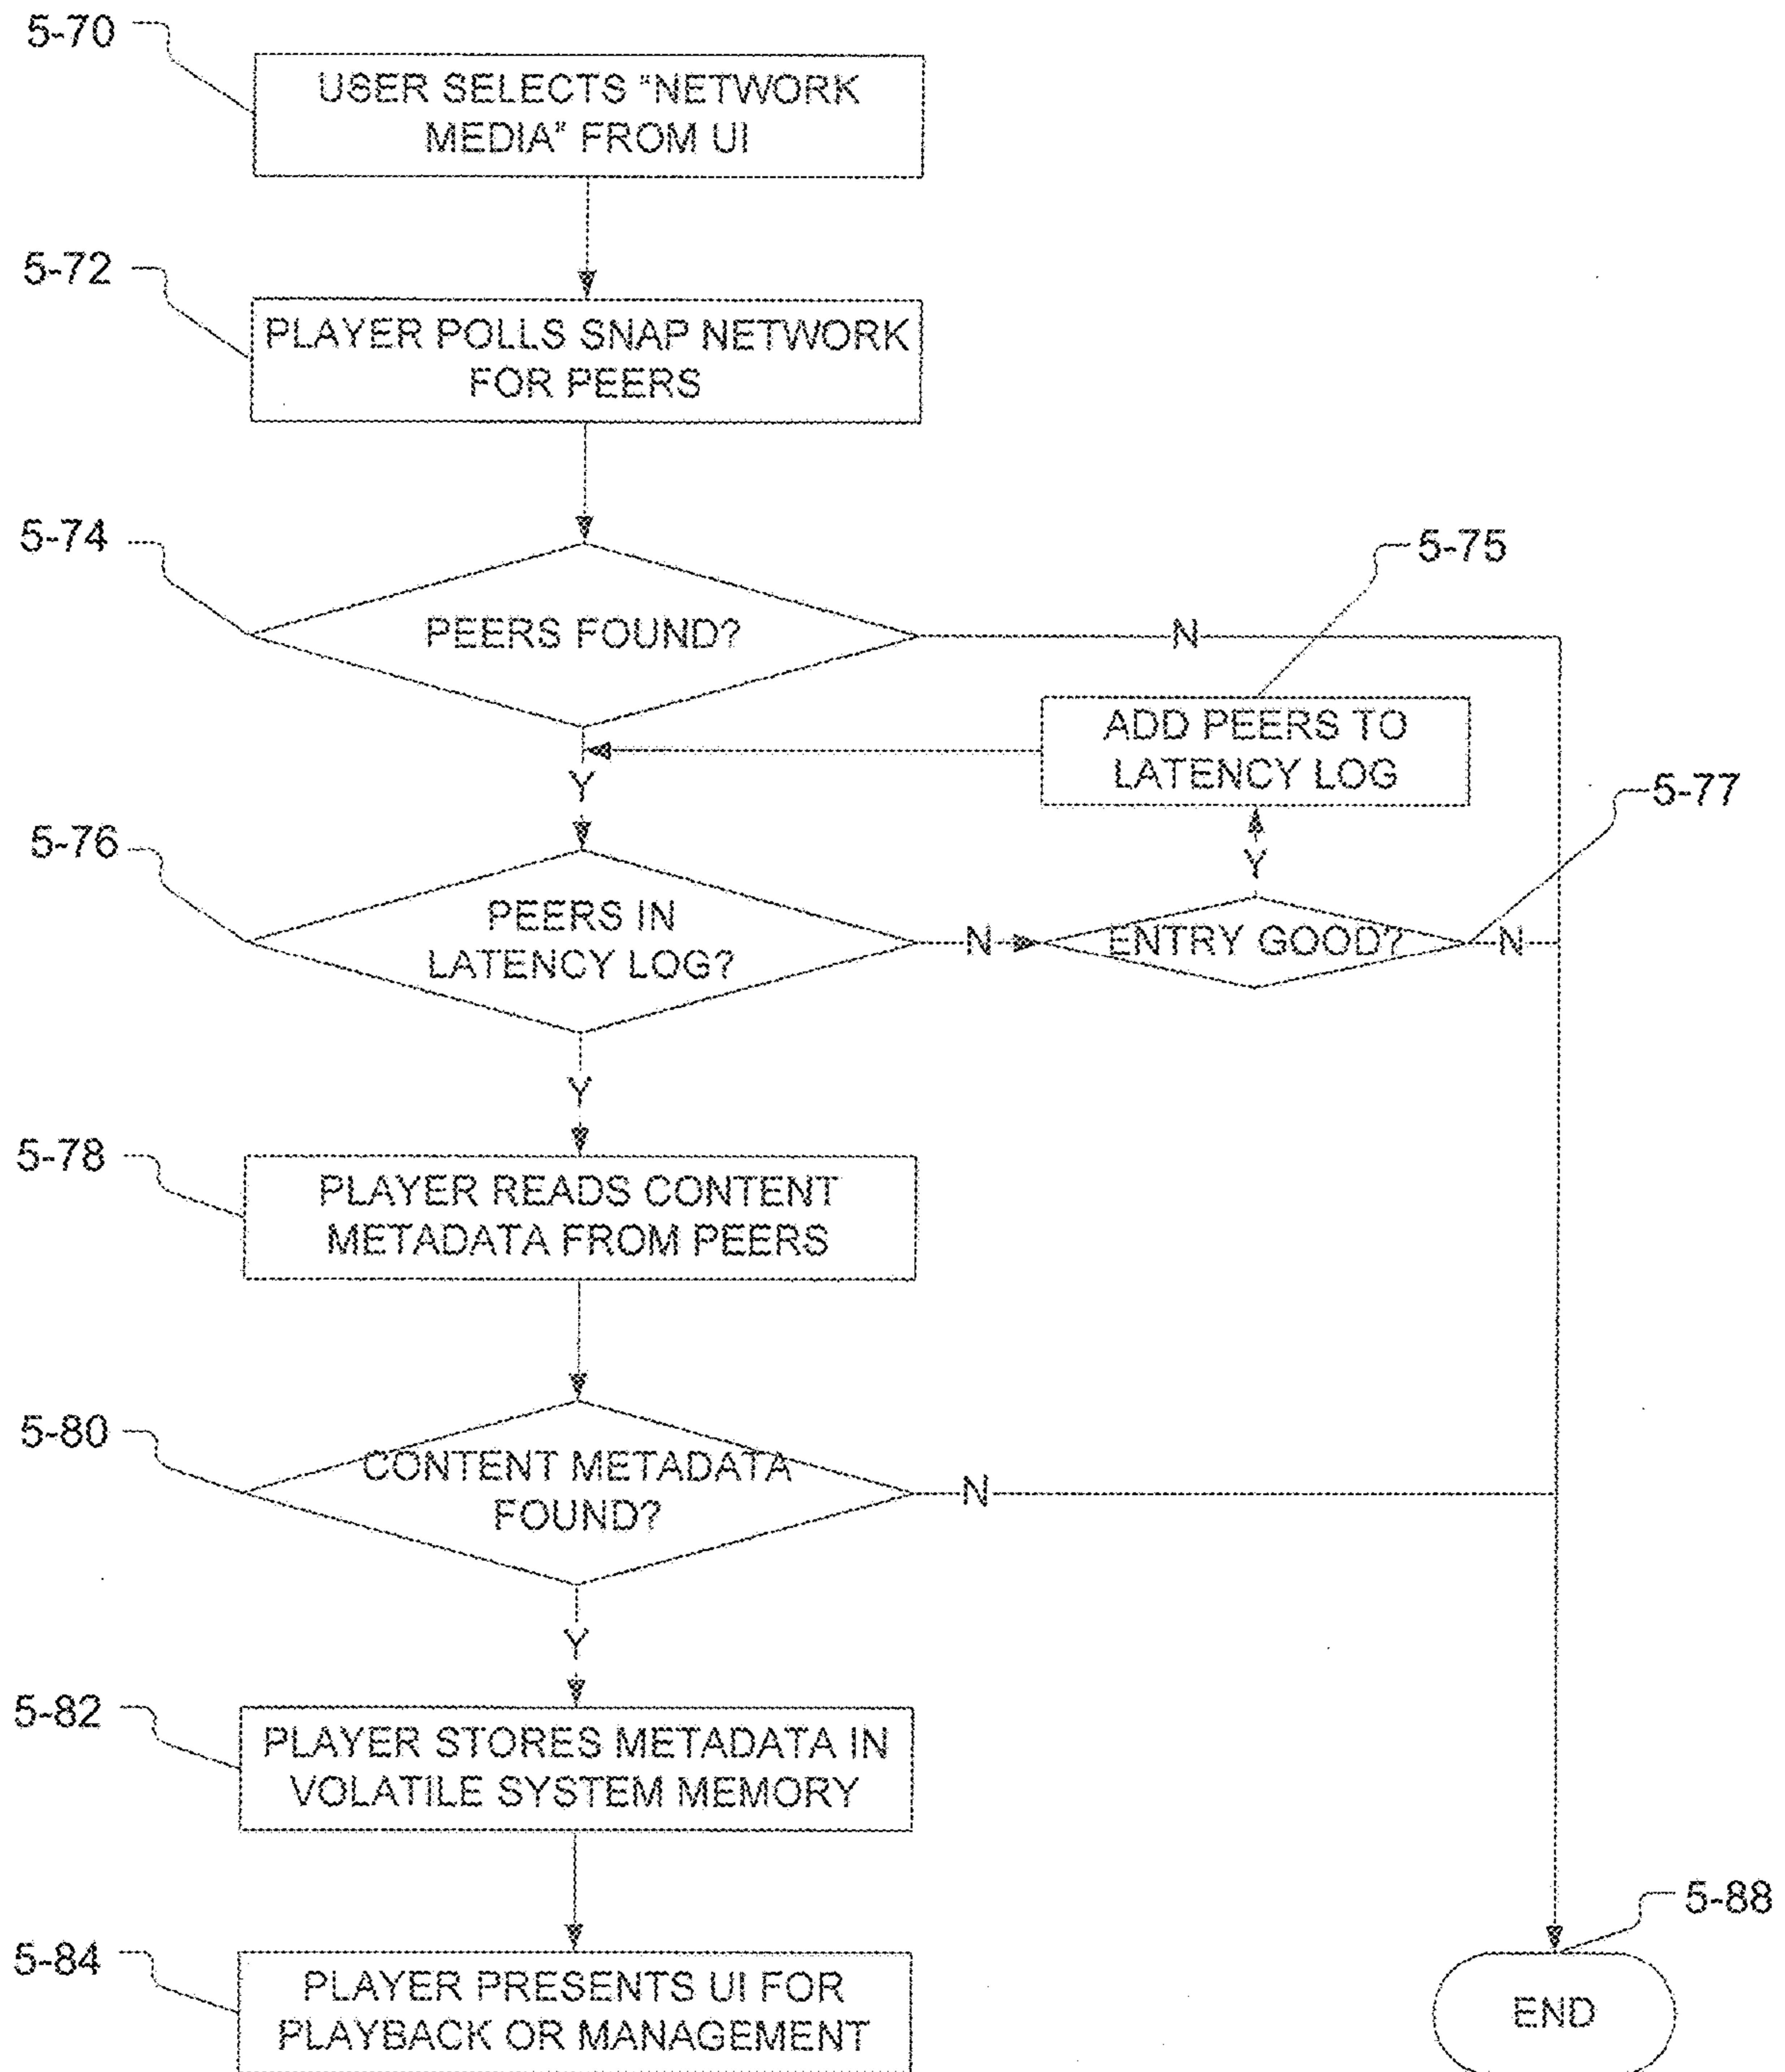 5-70
USER SELECTS "NETWORK
MEDIA" FROM UI
5-72
PLAYER POLLS SNAP NETWORK
FOR PEERS
5-74
PEERS FOUND?
N
5-75
ADD PEERS TO
LATENCY LOG
Y
5-77
5-76
PEERS IN
LATENCY LOG?
N
Y
ENTRY GOOD?
N
Y
5-78
PLAYER READS CONTENT
METADATA FROM PEERS
5-80
CONTENT METADATA
FOUND?
N
Y
5-82
PLAYER STORES METADATA IN
VOLATILE SYSTEM MEMORY
5-84
PLAYER PRESENTS UI FOR
PLAYBACK OR MANAGEMENT
5-88
END